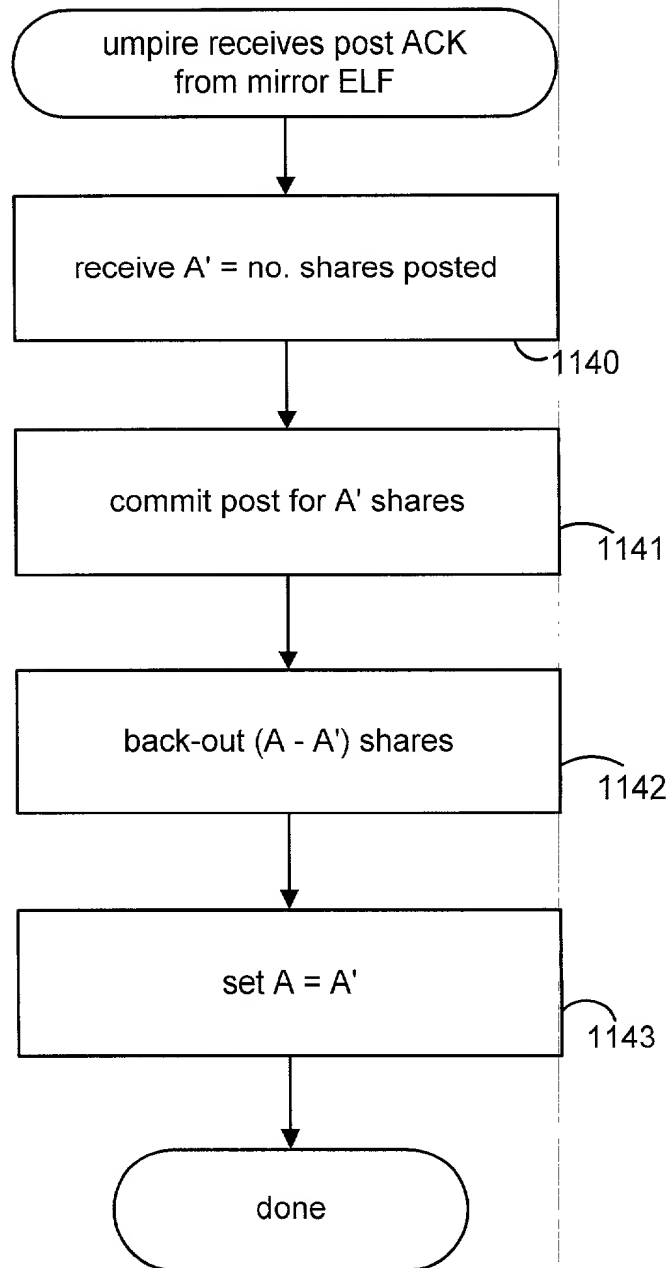 umpire receives post ACK
from mirror ELF
receive A' = no. shares posted
1140
commit post for A' shares
1141
back-out (A - A') shares
1142
set A = A'
1143
done